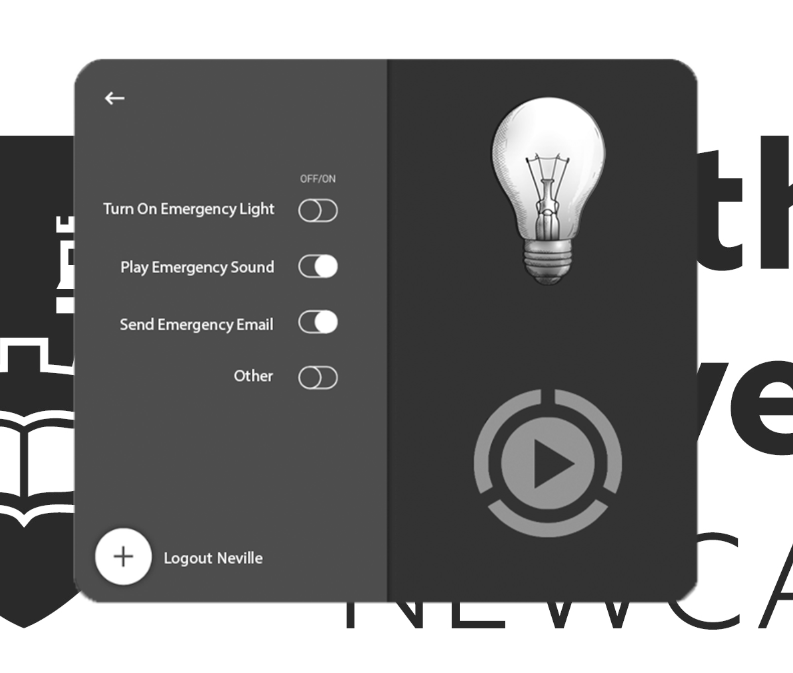 OFF/ON
Turn On Emergency Light
Play Emergency Sound
Send Emergency Email
Other
Logout Neville
th
ve
NEWCA